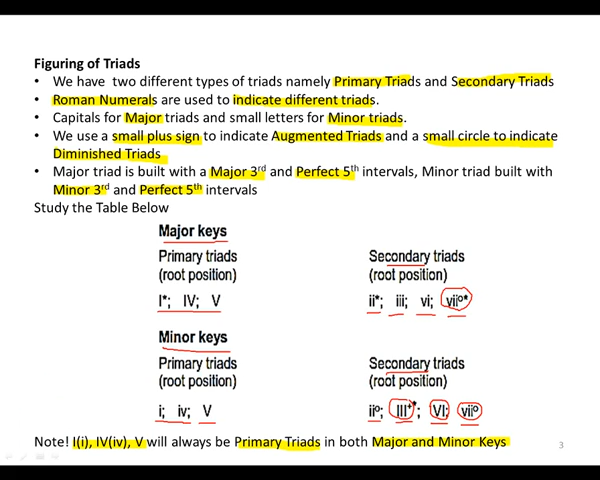 Figuring of Triads
• We have two different types of triads namely Primary Triads and Secondary Triads
• Roman Numerals are used to indicate different triads.
• Capitals for Major triads and small letters for Minor triads.
• We use a small plus sign to indicate Augmented Triads and a small circle to indicate
Diminished Triads
• Major triad is built with a Major 3rd and Perfect 5th intervals, Minor triad built with
Minor 3rd and Perfect 5th intervals
Study the Table Below
Major keys
Primary triads
(root position)
I*; IV; V
Secondary triads
(root position)
ii*; iii; vi; viiº*
Minor keys
Primary triads
(root position)
i; iv; V
Secondary triads
(root position)
iiº; III+*; VI; viiº
Note! I(i), IV(iv), V will always be Primary Triads in both Major and Minor Keys
3